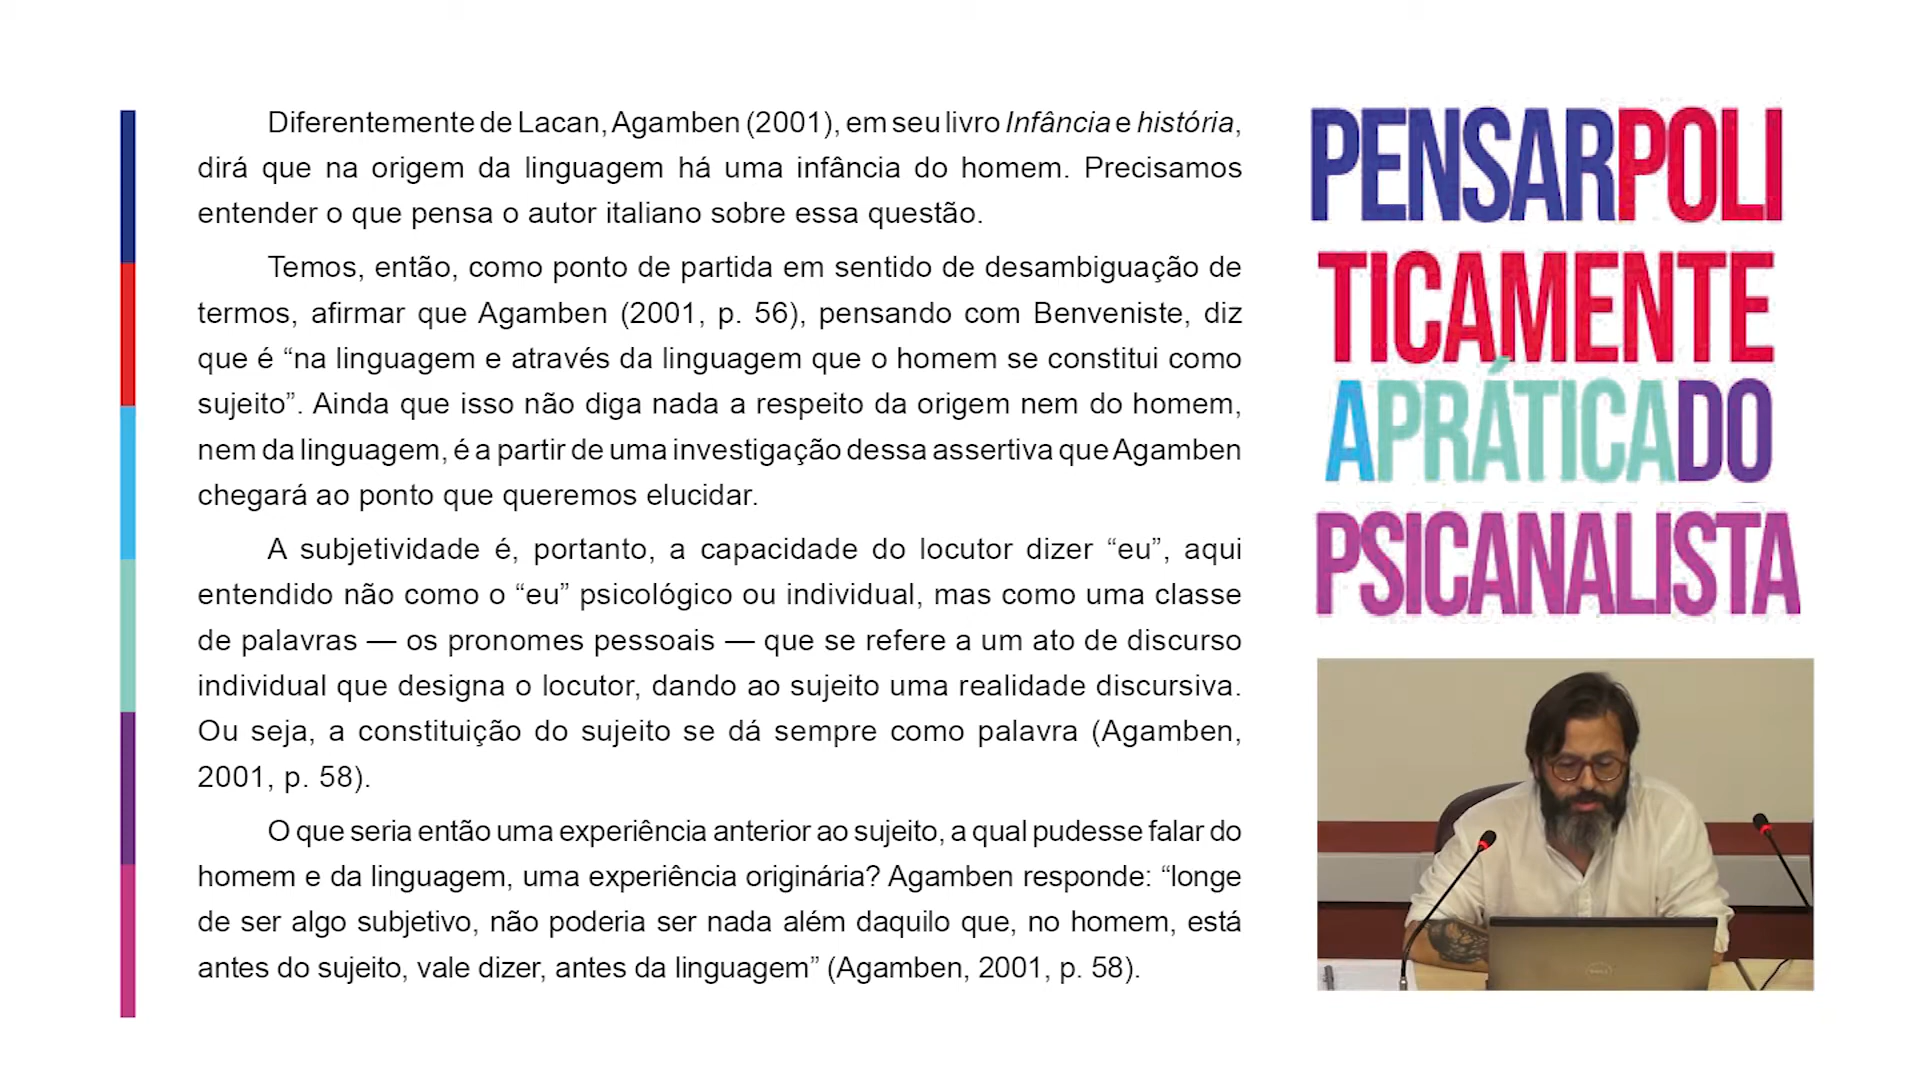 Diferentemente de Lacan, Agamben (2001), em seu livro Infância e história,
dirá que na origem da linguagem há uma infância do homem. Precisamos
entender o que pensa o autor italiano sobre essa questão.
Temos, então, como ponto de partida em sentido de desambiguação de
termos, afirmar que Agamben (2001, p. 56), pensando com Benveniste, diz
que é “na linguagem e através da linguagem que o homem se constitui como
sujeito”. Ainda que isso não diga nada a respeito da origem nem do homem,
nem da linguagem, é a partir de uma investigação dessa assertiva que Agamben
chegará ao ponto que queremos elucidar.
A subjetividade é, portanto, a capacidade do locutor dizer “eu”, aqui
entendido não como o “eu” psicológico ou individual, mas como uma classe
de palavras — os pronomes pessoais — que se refere a um ato de discurso
individual que designa o locutor, dando ao sujeito uma realidade discursiva.
Ou seja, a constituição do sujeito se dá sempre como palavra (Agamben,
2001, p. 58).
O que seria então uma experiência anterior ao sujeito, a qual pudesse falar do
homem e da linguagem, uma experiência originária? Agamben responde: “longe
de ser algo subjetivo, não poderia ser nada além daquilo que, no homem, está
antes do sujeito, vale dizer, antes da linguagem” (Agamben, 2001, p. 58).
PENSARPOLI
TICAMENTE
APRÁTICADO
PSICANALISTA
DELL